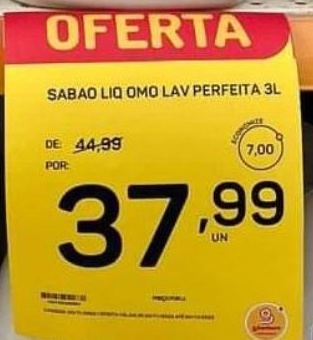 OFERTA
SABAO LIQ OMO LAV PERFEITA 3L
DE: 44,99
ECONOMIZE
7,00
POR:
37,99
UN